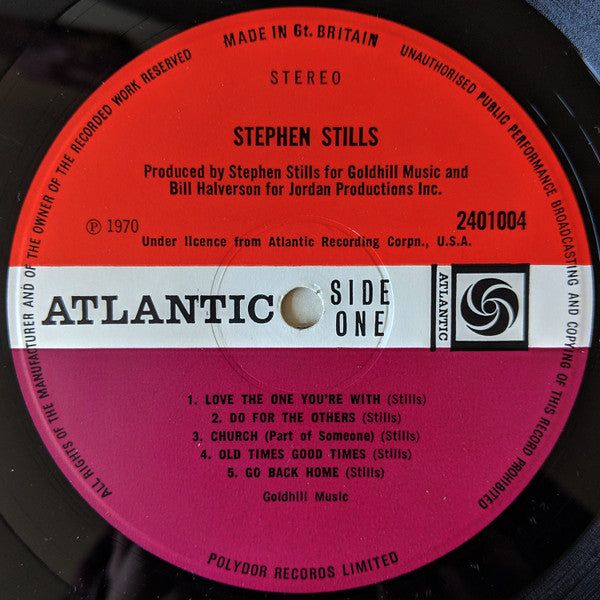 MADE IN Gt. BRITAIN
STEREO
STEPHEN STILLS
Produced by Stephen Stills for Goldhill Music and
Bill Halverson for Jordan Productions Inc.
℗ 1970
2401004
Under licence from Atlantic Recording Corpn., U.S.A.
ATLANTIC
SIDE
ONE
ATLANTIC
1. LOVE THE ONE YOU'RE WITH (Stills)
2. DO FOR THE OTHERS (Stills)
3. CHURCH (Part of Someone) (Stills)
4. OLD TIMES GOOD TIMES (Stills)
5. GO BACK HOME (Stills)
Goldhill Music
POLYDOR RECORDS LIMITED
ALL RIGHTS OF THE MANUFACTURER AND OF THE OWNER OF THE RECORDED WORK RESERVED
UNAUTHORISED PUBLIC PERFORMANCE BROADCASTING AND COPYING OF THIS RECORD PROHIBITED